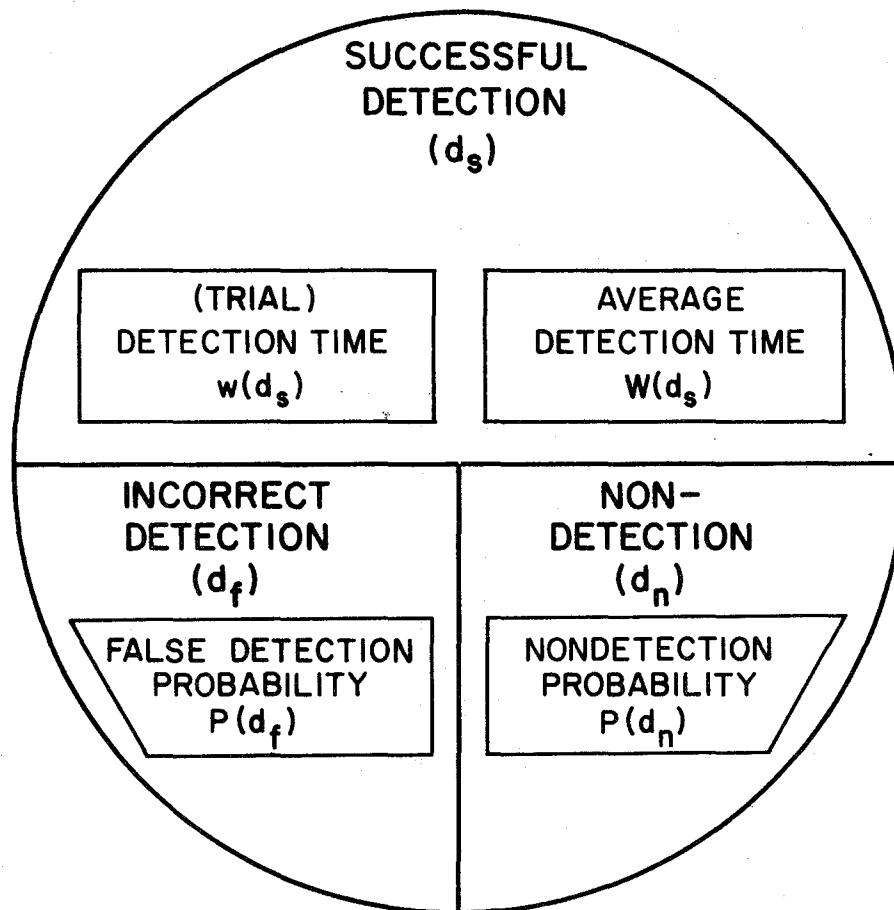 SUCCESSFUL
DETECTION
(d_s)
(TRIAL)
DETECTION TIME
w(d_s)
AVERAGE
DETECTION TIME
W(d_s)
INCORRECT
DETECTION
(d_f)
FALSE DETECTION
PROBABILITY
P(d_f)
NON-
DETECTION
(d_n)
NONDETECTION
PROBABILITY
P(d_n)